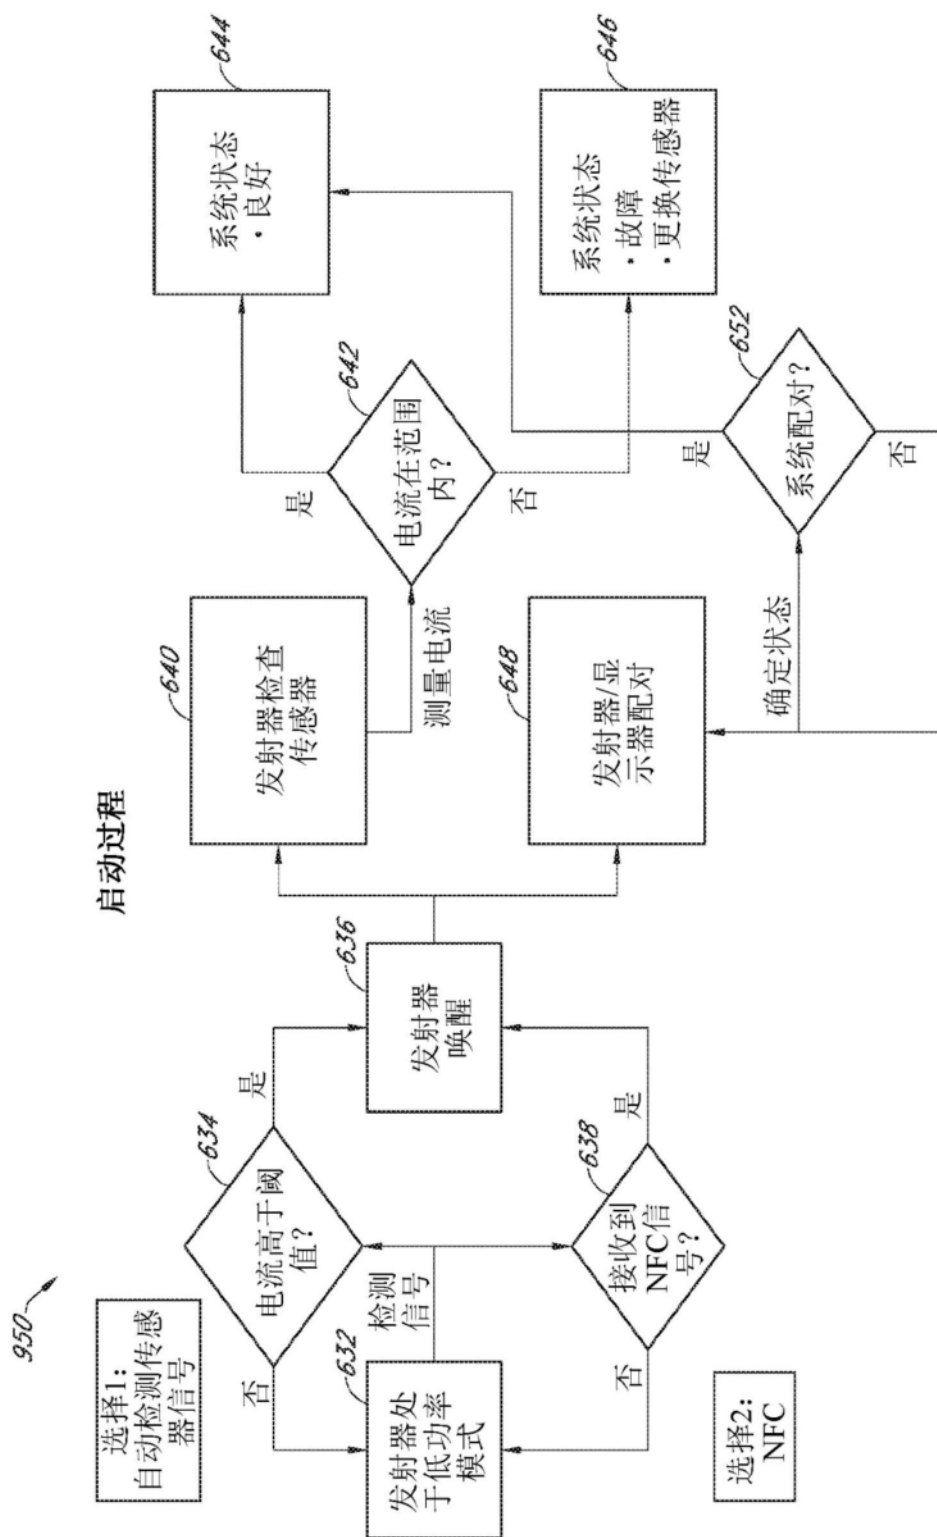 启动过程
950
选择1：
自动检测传感
器信号
634
电流高于阈
值？
是
否
632
发射器处
于低功率
模式
检测
信号
638
接收到
NFC信
号？
是
否
选择2：
NFC
636
发射器
唤醒
640
发射器检查
传感器
测量电流
642
电流在范围
内？
是
否
644
系统状态
·良好
646
系统状态
·故障
·更换传感器
648
发射器/显
示器配对
确定状态
652
系统配对？
是
否